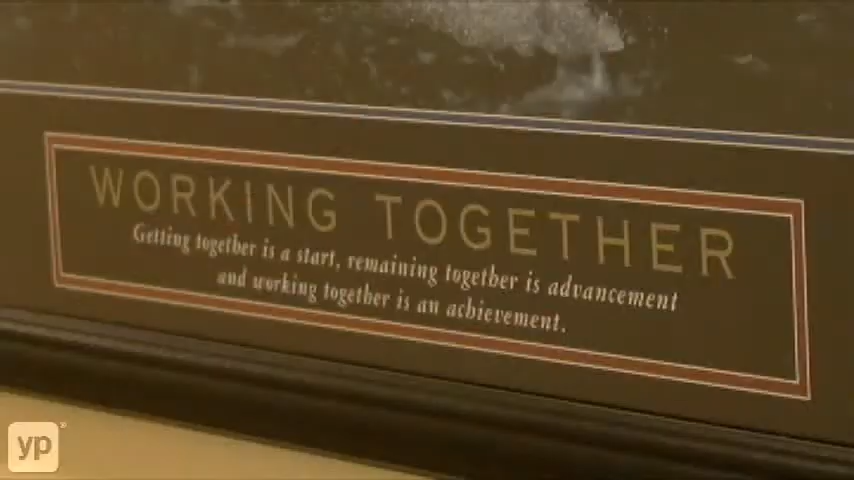 WORKING TOGETHER
Getting together is a start, remaining together is advancement
and working together is an achievement.
yp